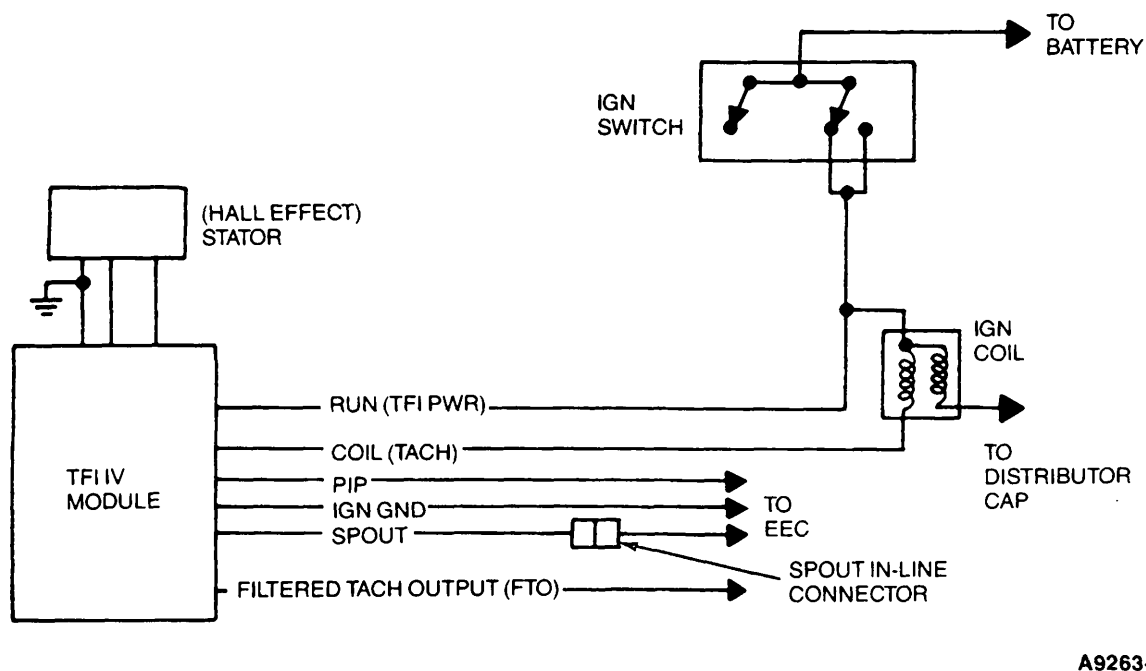 TO
BATTERY
IGN
SWITCH
(HALL EFFECT)
STATOR
IGN
COIL
RUN (TFI PWR)
COIL (TACH)
TFI IV
MODULE
PIP
IGN GND
SPOUT
TO
EEC
TO
DISTRIBUTOR
CAP
SPOUT IN-LINE
CONNECTOR
FILTERED TACH OUTPUT (FTO)
A9263